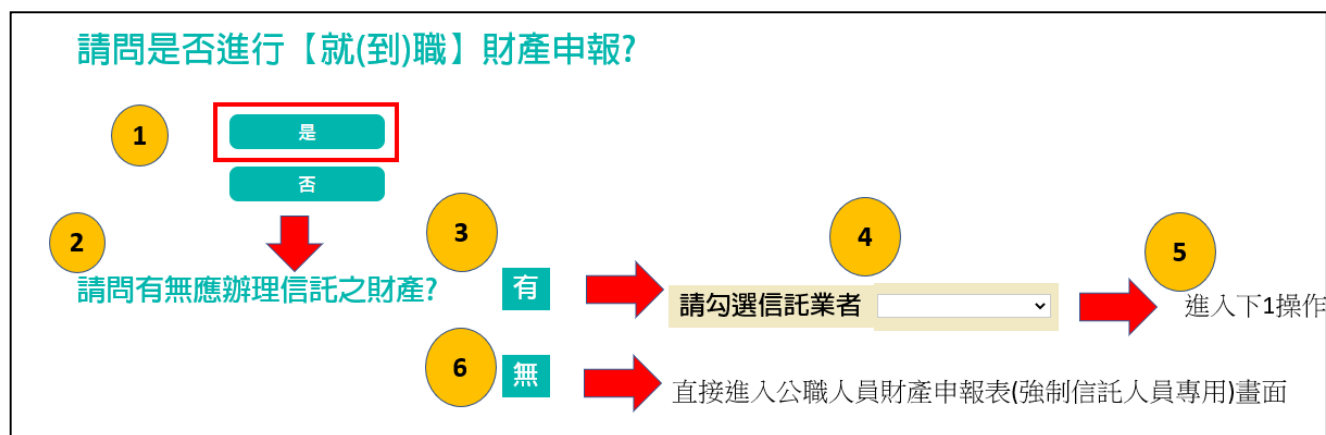 請問是否進行【就(到)職】財產申報?
1
是
否
2
請問有無應辦理信託之財產?
3
有
4
請勾選信託業者
5
進入下1操作
6
無
直接進入公職人員財產申報表(強制信託人員專用)畫面